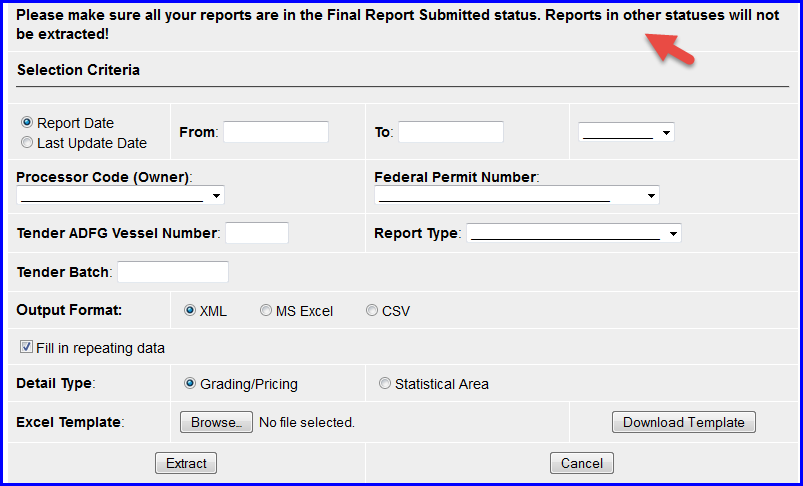 Please make sure all your reports are in the Final Report Submitted status. Reports in other statuses will not
be extracted!
Selection Criteria
Report Date
Last Update Date
From:
To:
Processor Code (Owner):
Federal Permit Number:
Tender ADFG Vessel Number:
Report Type:
Tender Batch:
Output Format:
XML
MS Excel
CSV
Fill in repeating data
Detail Type:
Grading/Pricing
Statistical Area
Excel Template:
Browse...
No file selected.
Download Template
Extract
Cancel